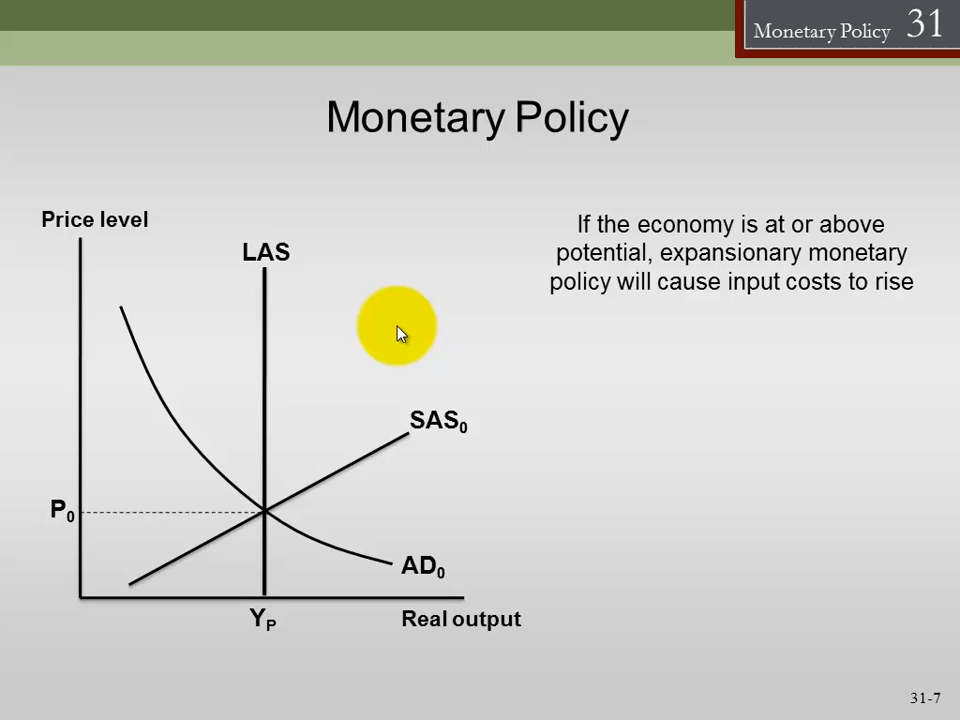 Monetary Policy 31
Monetary Policy
Price level
LAS
If the economy is at or above
potential, expansionary monetary
policy will cause input costs to rise
SAS₀
P₀
AD₀
Yₚ
Real output
31-7